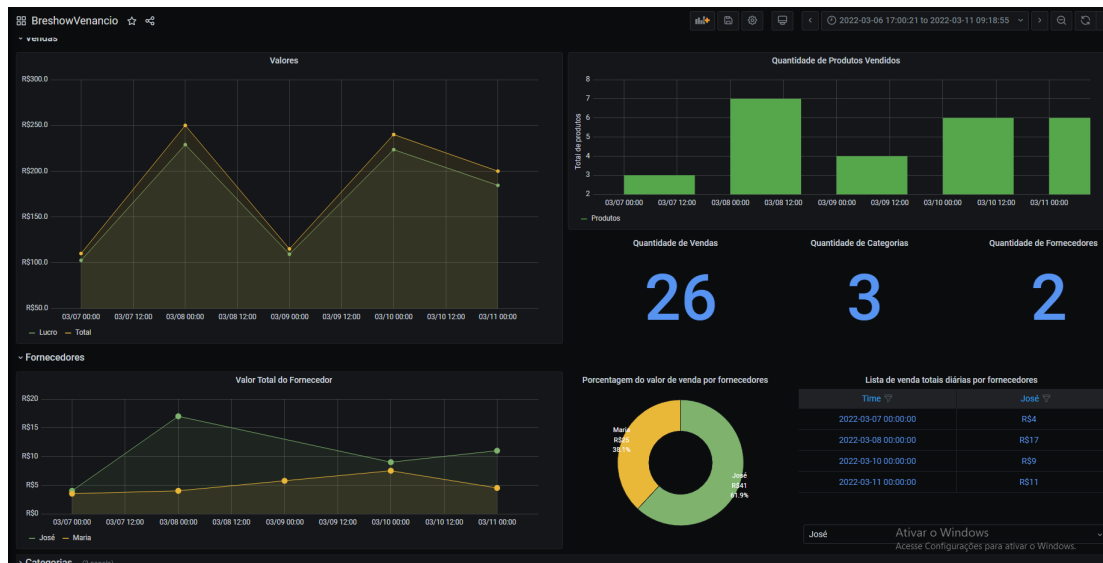 BreshowVenancio
2022-03-06 17:00:21 to 2022-03-11 09:18:55
Vendas
Valores
R$300.0
R$250.0
R$200.0
R$150.0
R$100.0
R$50.0
03/07 00:00 03/07 12:00 03/08 00:00 03/08 12:00 03/09 00:00 03/09 12:00 03/10 00:00 03/10 12:00 03/11 00:00
Lucro Total
Quantidade de Produtos Vendidos
Total de produtos
8
7
6
5
4
3
2
03/07 00:00 03/07 12:00 03/08 00:00 03/08 12:00 03/09 00:00 03/09 12:00 03/10 00:00 03/10 12:00 03/11 00:00
Produtos
Quantidade de Vendas
26
Quantidade de Categorias
3
Quantidade de Fornecedores
2
Fornecedores
Valor Total do Fornecedor
R$20
R$15
R$10
R$5
R$0
03/07 00:00 03/07 12:00 03/08 00:00 03/08 12:00 03/09 00:00 03/09 12:00 03/10 00:00 03/10 12:00 03/11 00:00
José Maria
Porcentagem do valor de venda por fornecedores
Maria
R$25
38.1%
José
R$41
61.9%
Lista de venda totais diárias por fornecedores
Time José
2022-03-07 00:00:00 R$4
2022-03-08 00:00:00 R$17
2022-03-10 00:00:00 R$9
2022-03-11 00:00:00 R$11
José
Ativar o Windows
Acesse Configurações para ativar o Windows.
Categorias